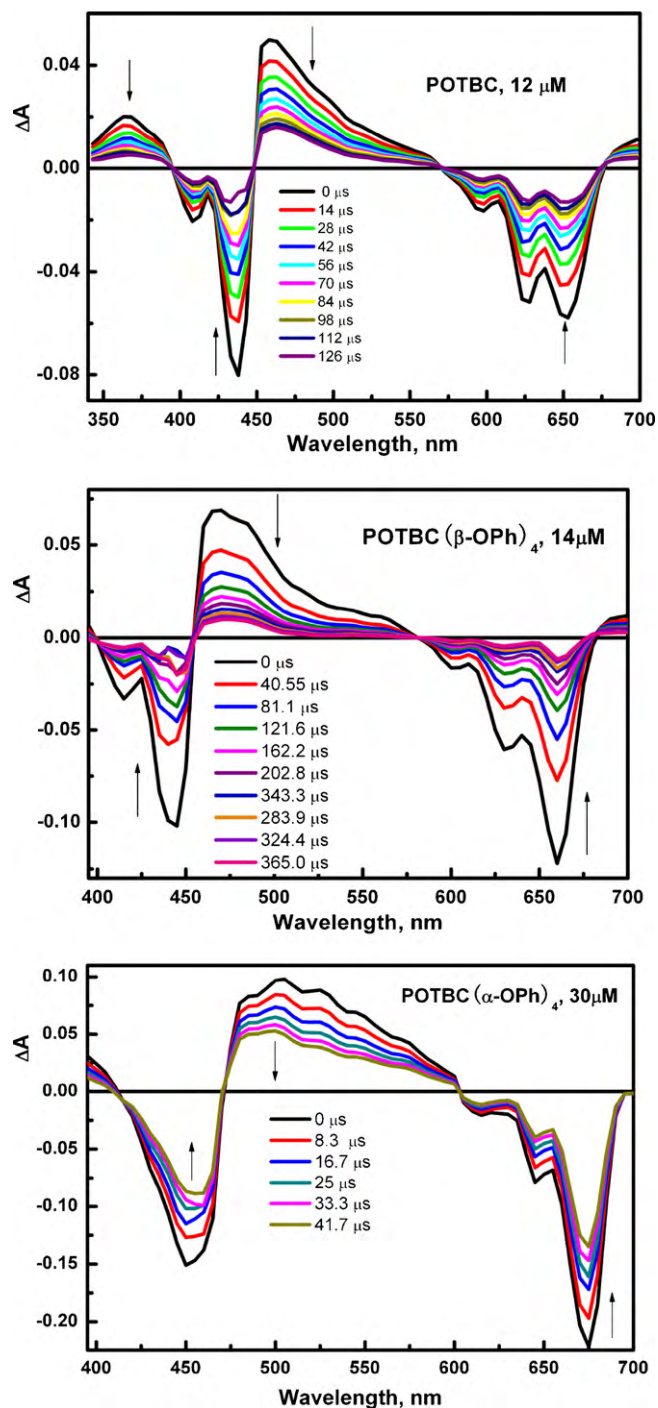 POTBC, 12 μM
ΔA
0.04
0.00
-0.04
-0.08
0 μs
14 μs
28 μs
42 μs
56 μs
70 μs
84 μs
98 μs
112 μs
126 μs
350 400 450 500 550 600 650 700
Wavelength, nm
POTBC (β-OPh)4, 14μM
ΔA
0.05
0.00
-0.05
-0.10
0 μs
40.55 μs
81.1 μs
121.6 μs
162.2 μs
202.8 μs
343.3 μs
283.9 μs
324.4 μs
365.0 μs
400 450 500 550 600 650 700
Wavelength, nm
POTBC (α-OPh)4, 30μM
ΔA
0.10
0.05
0.00
-0.05
-0.10
-0.15
-0.20
0 μs
8.3 μs
16.7 μs
25 μs
33.3 μs
41.7 μs
400 450 500 550 600 650 700
Wavelength, nm